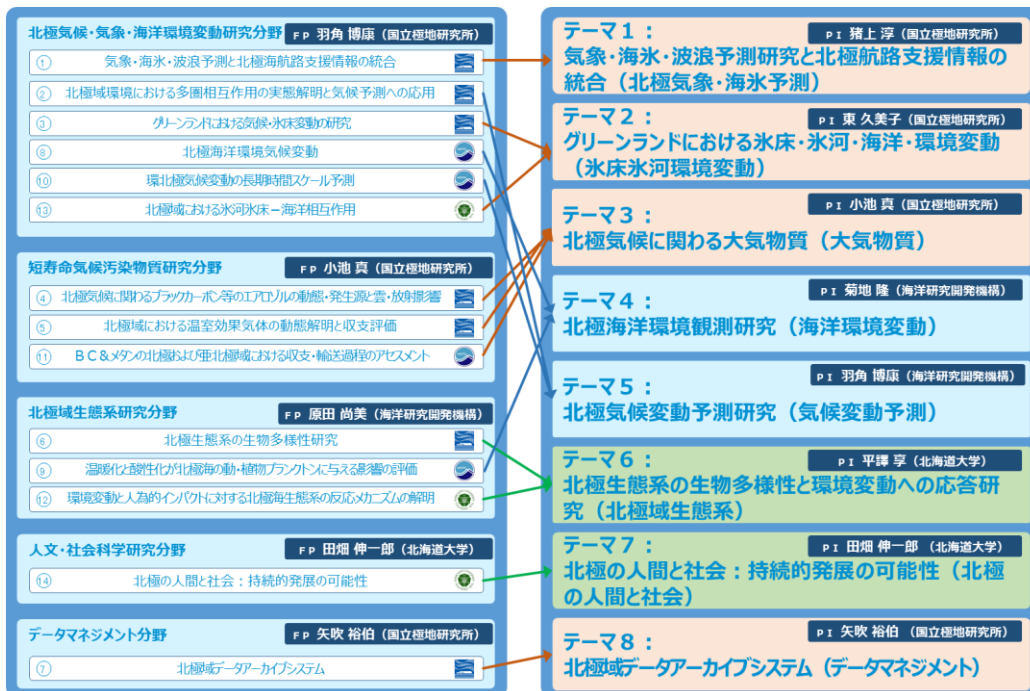 北極気候・気象・海洋環境変動研究分野 FP 羽角 博康（国立極地研究所）
① 気象・海氷・波浪予測と北極海航路支援情報の統合
② 北極域環境における多圏相互作用の実態解明と気候予測への応用
③ グリーンランドにおける気候・氷床変動の研究
⑧ 北極海洋環境気候変動
⑩ 環北極気候変動の長期時間スケール予測
⑬ 北極域における氷河氷床－海洋相互作用
短寿命気候汚染物質研究分野 FP 小池 真（国立極地研究所）
④ 北極気候に関わるブラックカーボン等のエアロゾルの動態・発生源と雲・放射影響
⑤ 北極域における温室効果気体の動態解明と収支評価
⑪ BC&メタンの北極および亜北極域における収支・輸送過程のアセスメント
北極域生態系研究分野 FP 原田 尚美（海洋研究開発機構）
⑥ 北極生態系の生物多様性研究
⑨ 温暖化と酸性化が北極海の動・植物プランクトンに与える影響の評価
⑫ 環境変動と人為的インパクトに対する北極海生態系の反応メカニズムの解明
人文・社会科学研究分野 FP 田畑 伸一郎（北海道大学）
⑭ 北極の人間と社会：持続的発展の可能性
データマネジメント分野 FP 矢吹 裕伯（国立極地研究所）
⑦ 北極域データアーカイブシステム
テーマ１： PI 猪上 淳（国立極地研究所）
気象・海氷・波浪予測研究と北極航路支援情報の
統合（北極気象・海氷予測）
テーマ２： PI 東 久美子（国立極地研究所）
グリーンランドにおける氷床・氷河・海洋・環境変動
（氷床氷河環境変動）
テーマ３： PI 小池 真（国立極地研究所）
北極気候に関わる大気物質（大気物質）
テーマ４： PI 菊地 隆（海洋研究開発機構）
北極海洋環境観測研究（海洋環境変動）
テーマ５： PI 羽角 博康（海洋研究開発機構）
北極気候変動予測研究（気候変動予測）
テーマ６： PI 平譯 享（北海道大学）
北極生態系の生物多様性と環境変動への応答研
究（北極域生態系）
テーマ７： PI 田畑 伸一郎（北海道大学）
北極の人間と社会：持続的発展の可能性（北極
の人間と社会）
テーマ８： PI 矢吹 裕伯（国立極地研究所）
北極域データアーカイブシステム（データマネジメント）